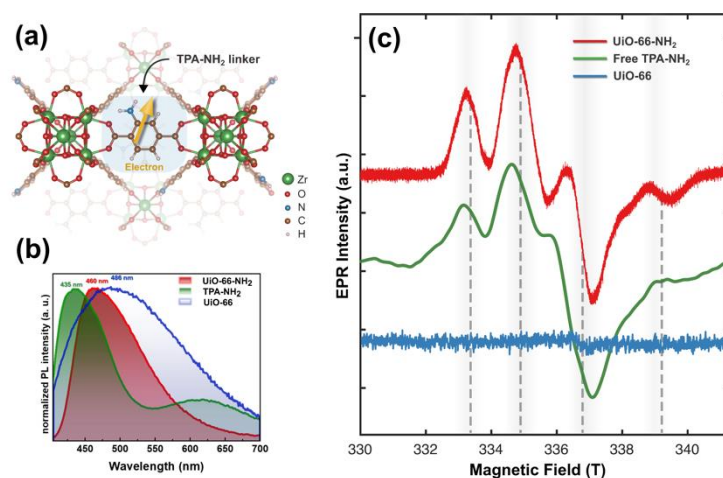 (a)
TPA-NH₂ linker
Electron
Zr
O
N
C
H
(b)
435 nm
460 nm
486 nm
UiO-66-NH₂
TPA-NH₂
UiO-66
normalized PL intensity (a. u.)
450
500
550
600
650
700
Wavelength (nm)
(c)
UiO-66-NH₂
Free TPA-NH₂
UiO-66
EPR Intensity (a.u.)
330
332
334
336
338
340
Magnetic Field (T)